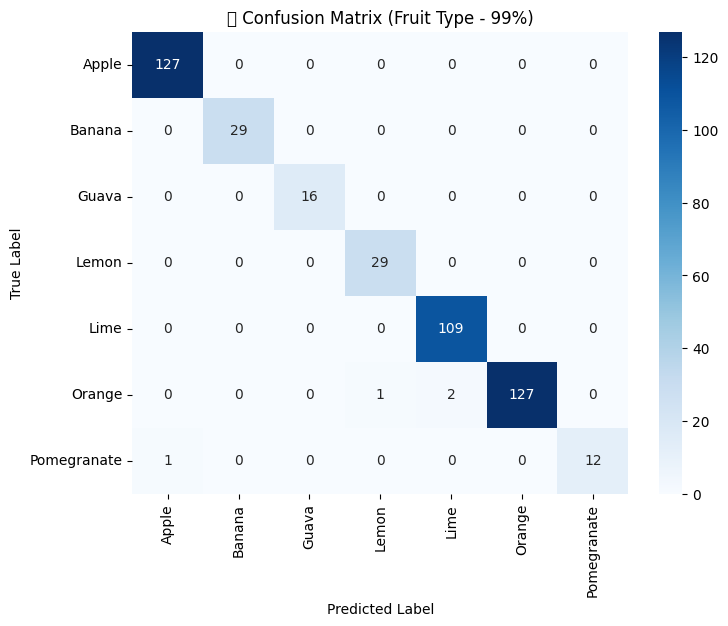 Confusion Matrix (Fruit Type - 99%)
True Label
Apple 127 0 0 0 0 0 0
Banana 0 29 0 0 0 0 0
Guava 0 0 16 0 0 0 0
Lemon 0 0 0 29 0 0 0
Lime 0 0 0 0 109 0 0
Orange 0 0 0 1 2 127 0
Pomegranate 1 0 0 0 0 0 12
Apple Banana Guava Lemon Lime Orange Pomegranate
Predicted Label
120
100
80
60
40
20
0